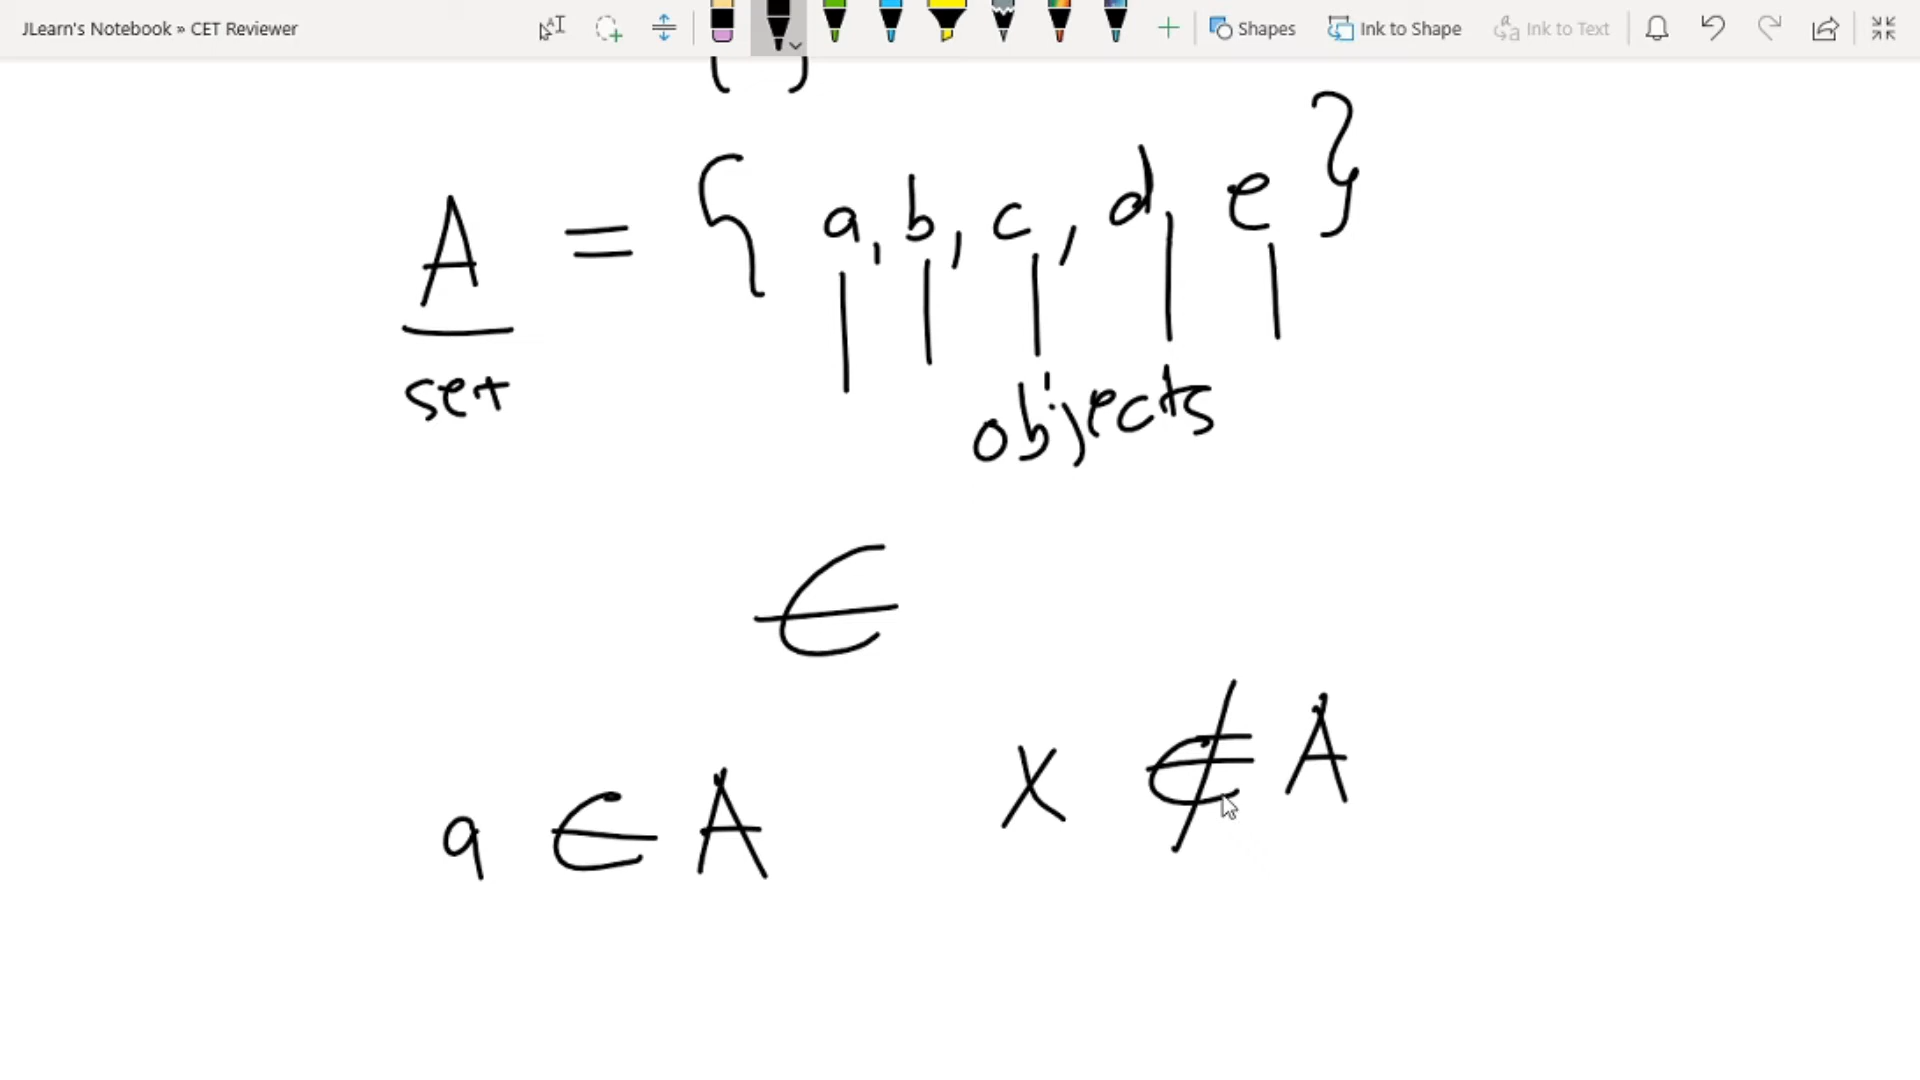 JLearn's Notebook » CET Reviewer
Shapes Ink to Shape Ink to Text
( )
A = { a, b, c, d, e }
set
objects
∈
a ∈ A x ∉ A